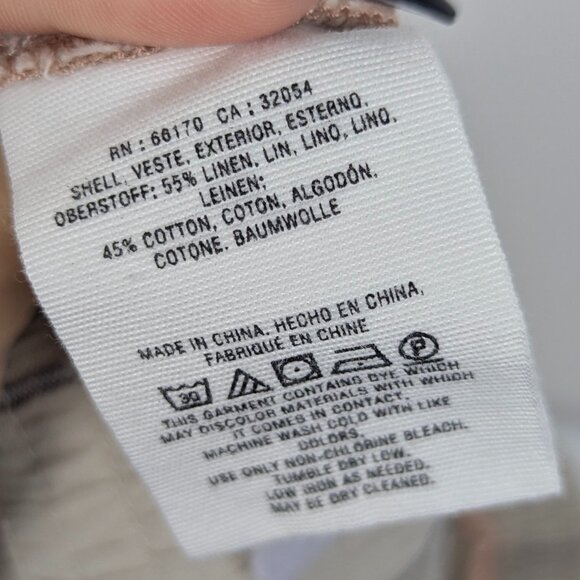 RN : 66170 CA : 32054
SHELL, VESTE, EXTERIOR, ESTERNO,
OBERSTOFF: 55% LINEN, LIN, LINO, LINO,
LEINEN;
45% COTTON, COTON, ALGODÓN,
COTONE, BAUMWOLLE
MADE IN CHINA. HECHO EN CHINA,
FABRIQUÉ EN CHINE
30 P
THIS GARMENT CONTAINS DYE WHICH
MAY DISCOLOR MATERIALS WITH WHICH
IT COMES IN CONTACT.
MACHINE WASH COLD WITH LIKE
COLORS.
USE ONLY NON-CHLORINE BLEACH.
TUMBLE DRY LOW.
LOW IRON AS NEEDED.
MAY BE DRY CLEANED.